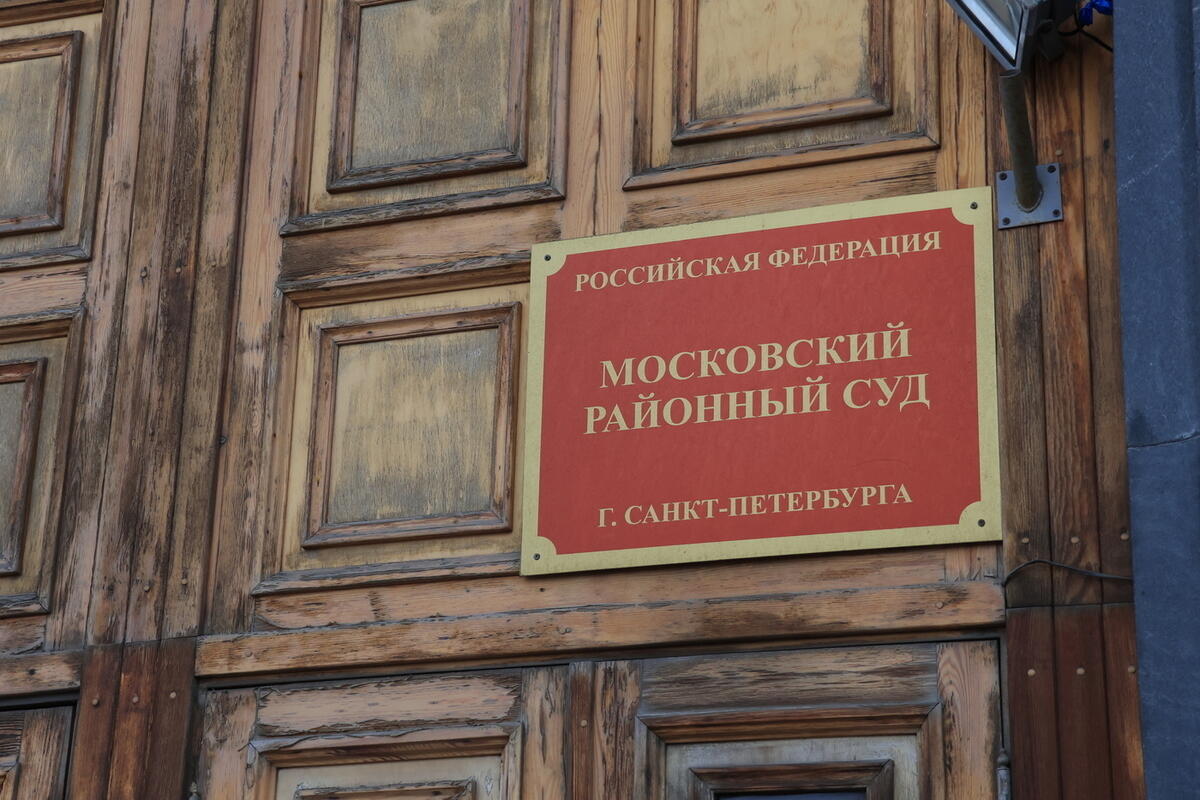 РОССИЙСКАЯ ФЕДЕРАЦИЯ
МОСКОВСКИЙ
РАЙОННЫЙ СУД
Г. САНКТ-ПЕТЕРБУРГА